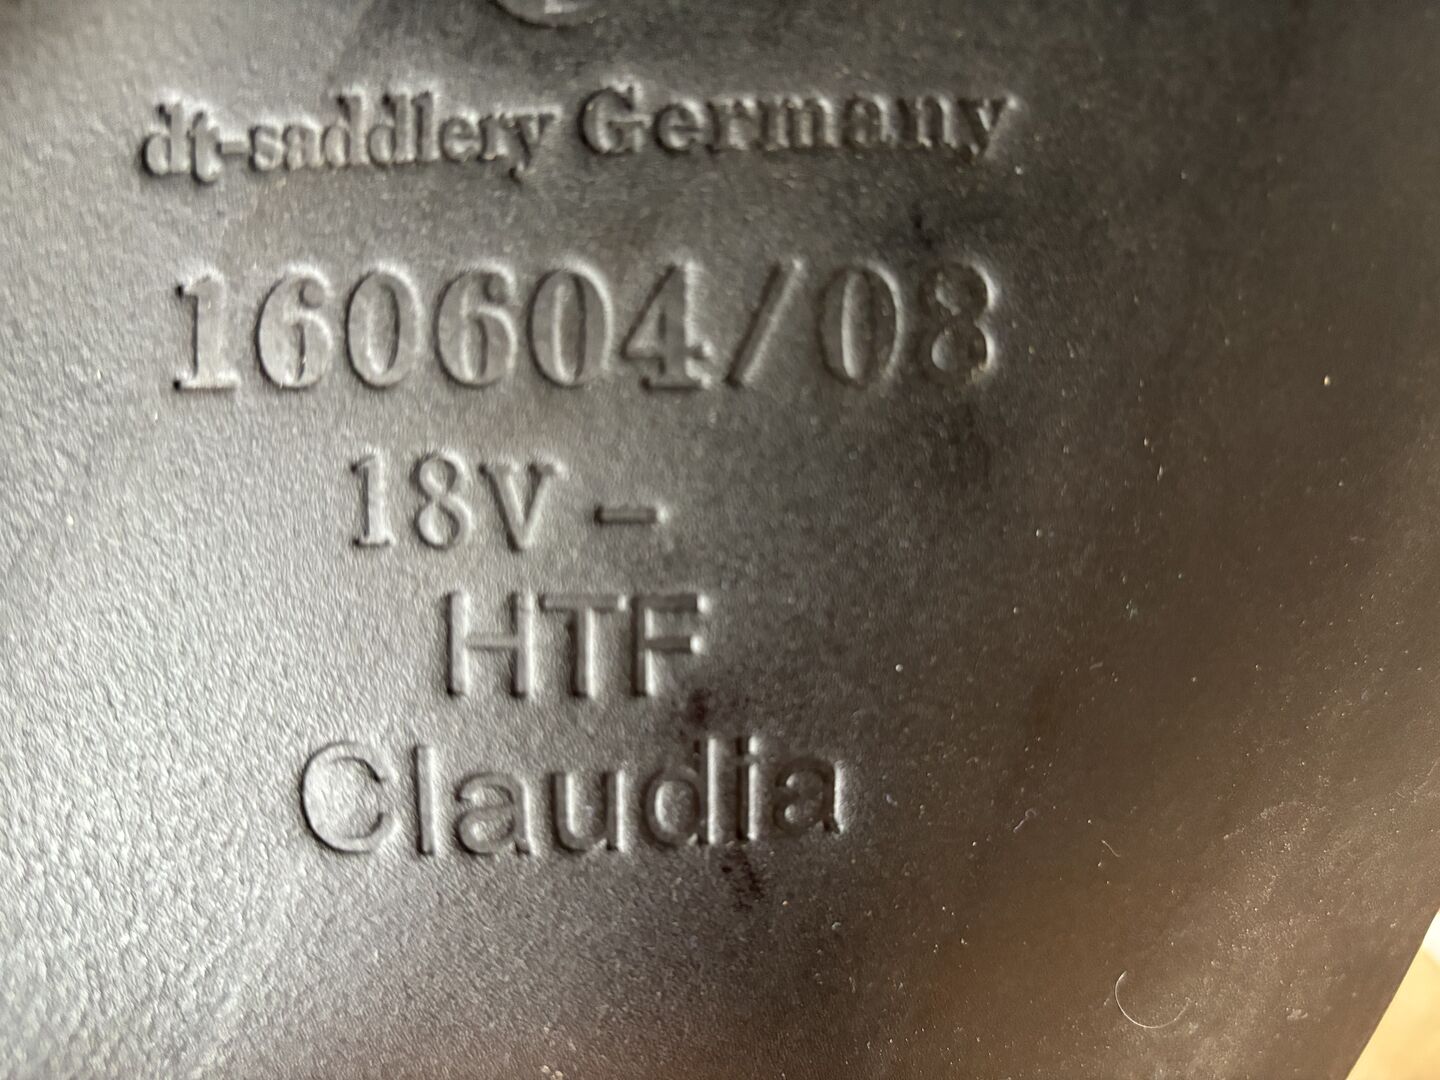 dt-saddlery Germany
160604/08
18V -
HTF
Claudia